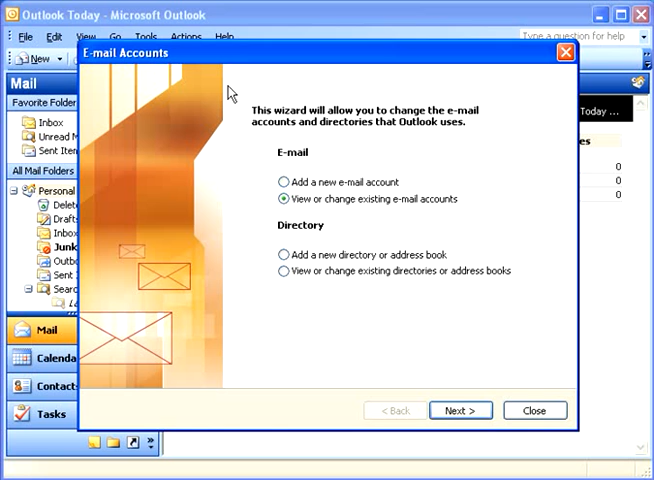 Outlook Today - Microsoft Outlook
File Edit View Go Tools Actions Help
Type a question for help
New
Mail
Favorite Folder
Inbox
Unread M
Sent Item
All Mail Folders
Personal
Delet
Drafts
Inbox
Junk
Outbo
Sent I
Searc
E-mail Accounts
This wizard will allow you to change the e-mail
accounts and directories that Outlook uses.
E-mail
Add a new e-mail account
View or change existing e-mail accounts
Directory
Add a new directory or address book
View or change existing directories or address books
< Back Next > Close
Today ...
es
0
0
0
Mail
Calenda
Contact
Tasks